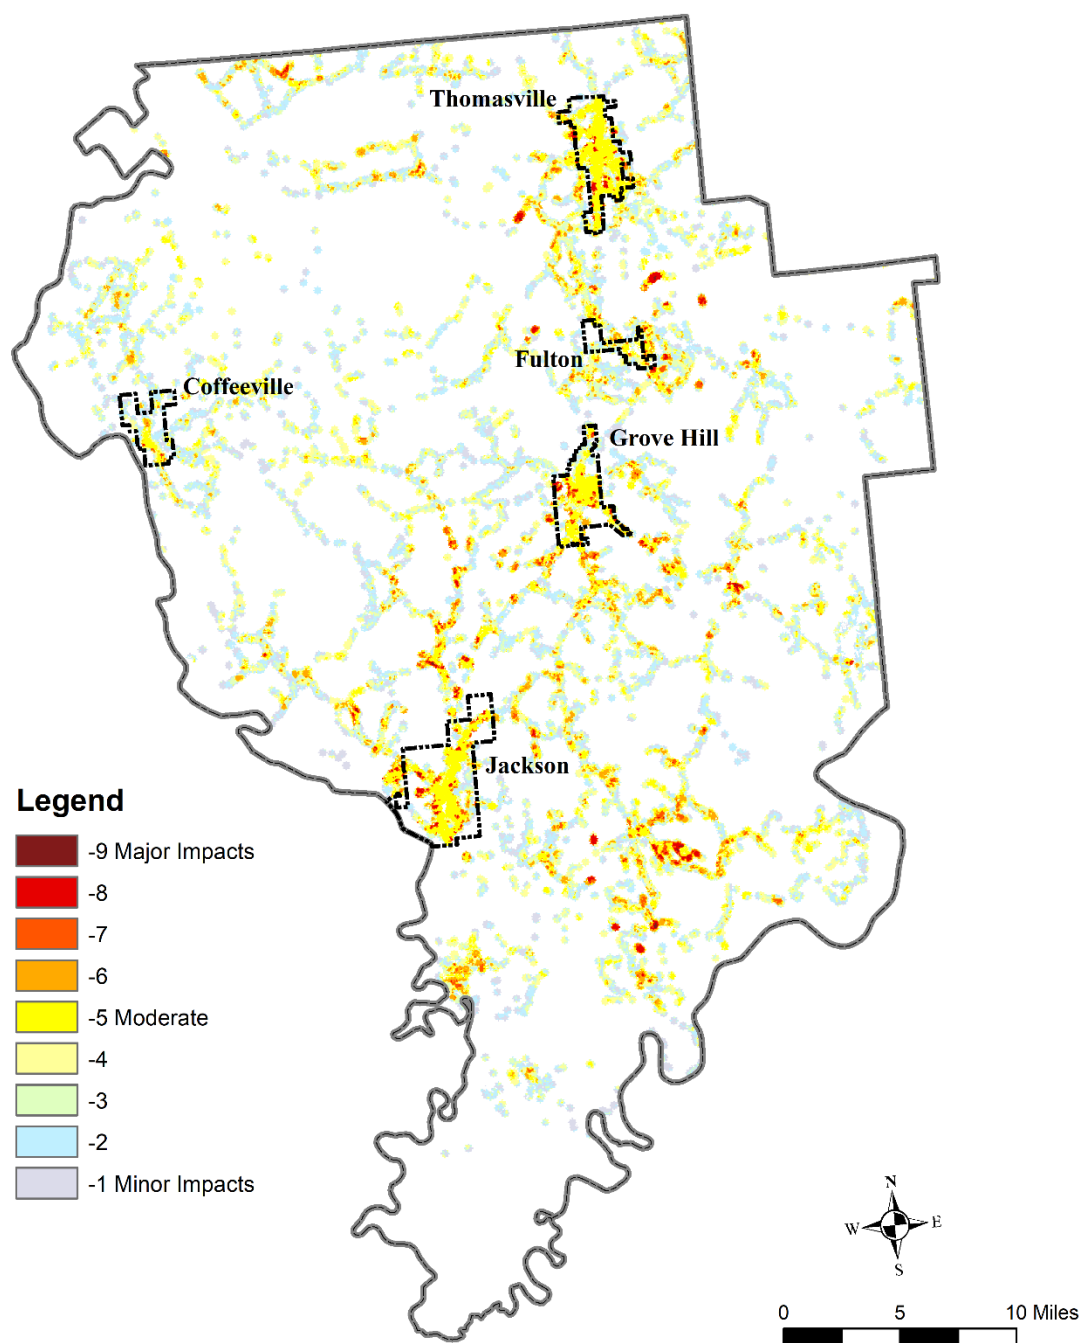 Thomasville
Fulton
Coffeeville
Grove Hill
Jackson
Legend
-9 Major Impacts
-8
-7
-6
-5 Moderate
-4
-3
-2
-1 Minor Impacts
N
W E
S
0 5 10 Miles